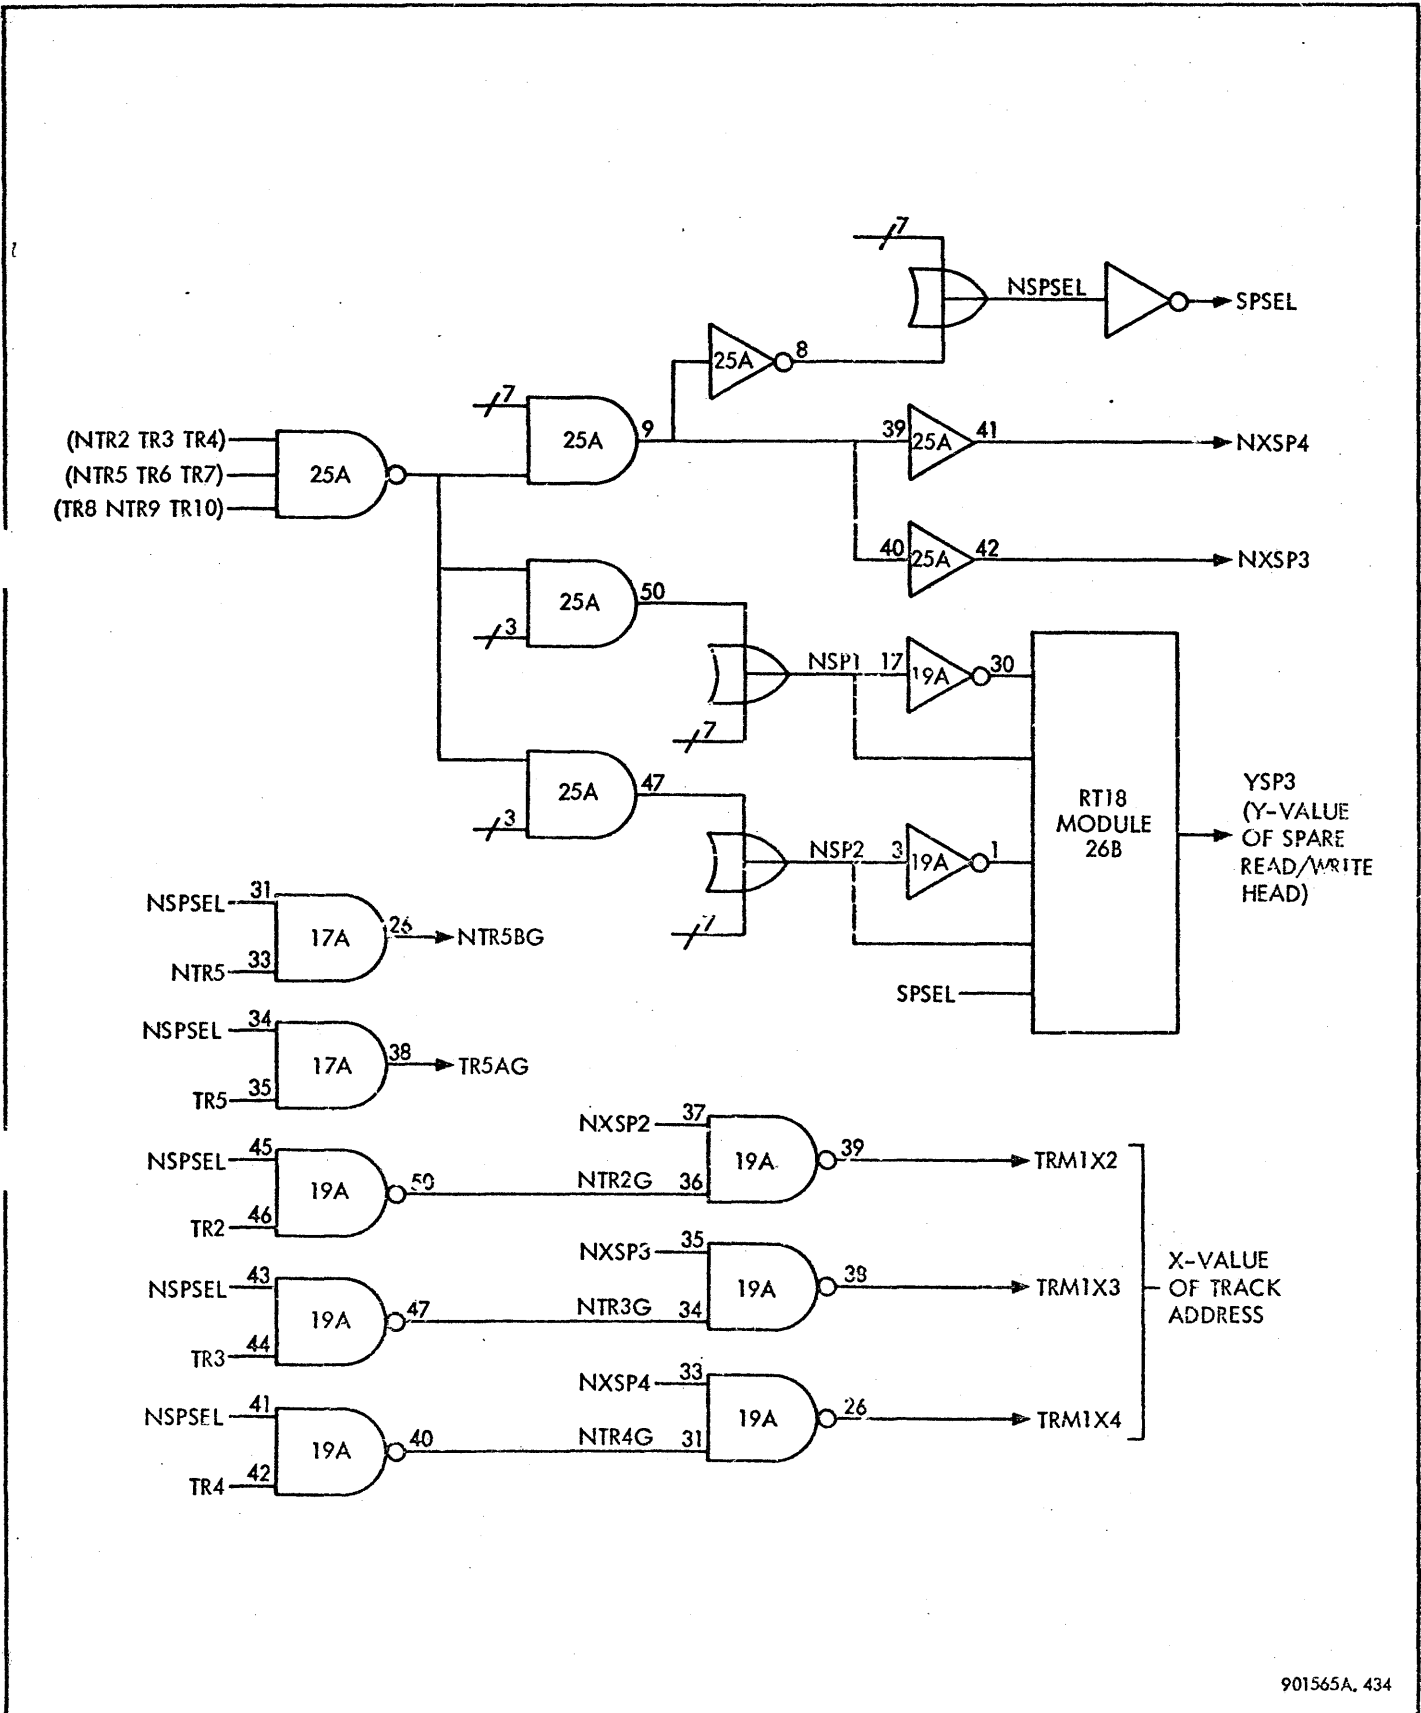 7
NSPSEL
SPSEL
25A
8
7
25A
9
39
25A
41
NXSP4
(NTR2 TR3 TR4)
(NTR5 TR6 TR7)
(TR8 NTR9 TR10)
25A
40
25A
42
NXSP3
25A
50
3
NSP1
17
19A
30
7
25A
47
3
NSP2
3
19A
1
7
RT18
MODULE
26B
YSP3
(Y-VALUE
OF SPARE
READ/WRITE
HEAD)
SPSEL
NSPSEL
31
17A
26
NTR5BG
NTR5
33
NSPSEL
34
17A
38
TR5AG
TR5
35
NSPSEL
45
19A
50
TR2
46
NXSP2
37
NTR2G
36
19A
39
TRM1X2
NSPSEL
43
19A
47
TR3
44
NXSP3
35
NTR3G
34
19A
38
TRM1X3
X-VALUE
OF TRACK
ADDRESS
NSPSEL
41
19A
40
TR4
42
NXSP4
33
NTR4G
31
19A
26
TRM1X4
901565A. 434